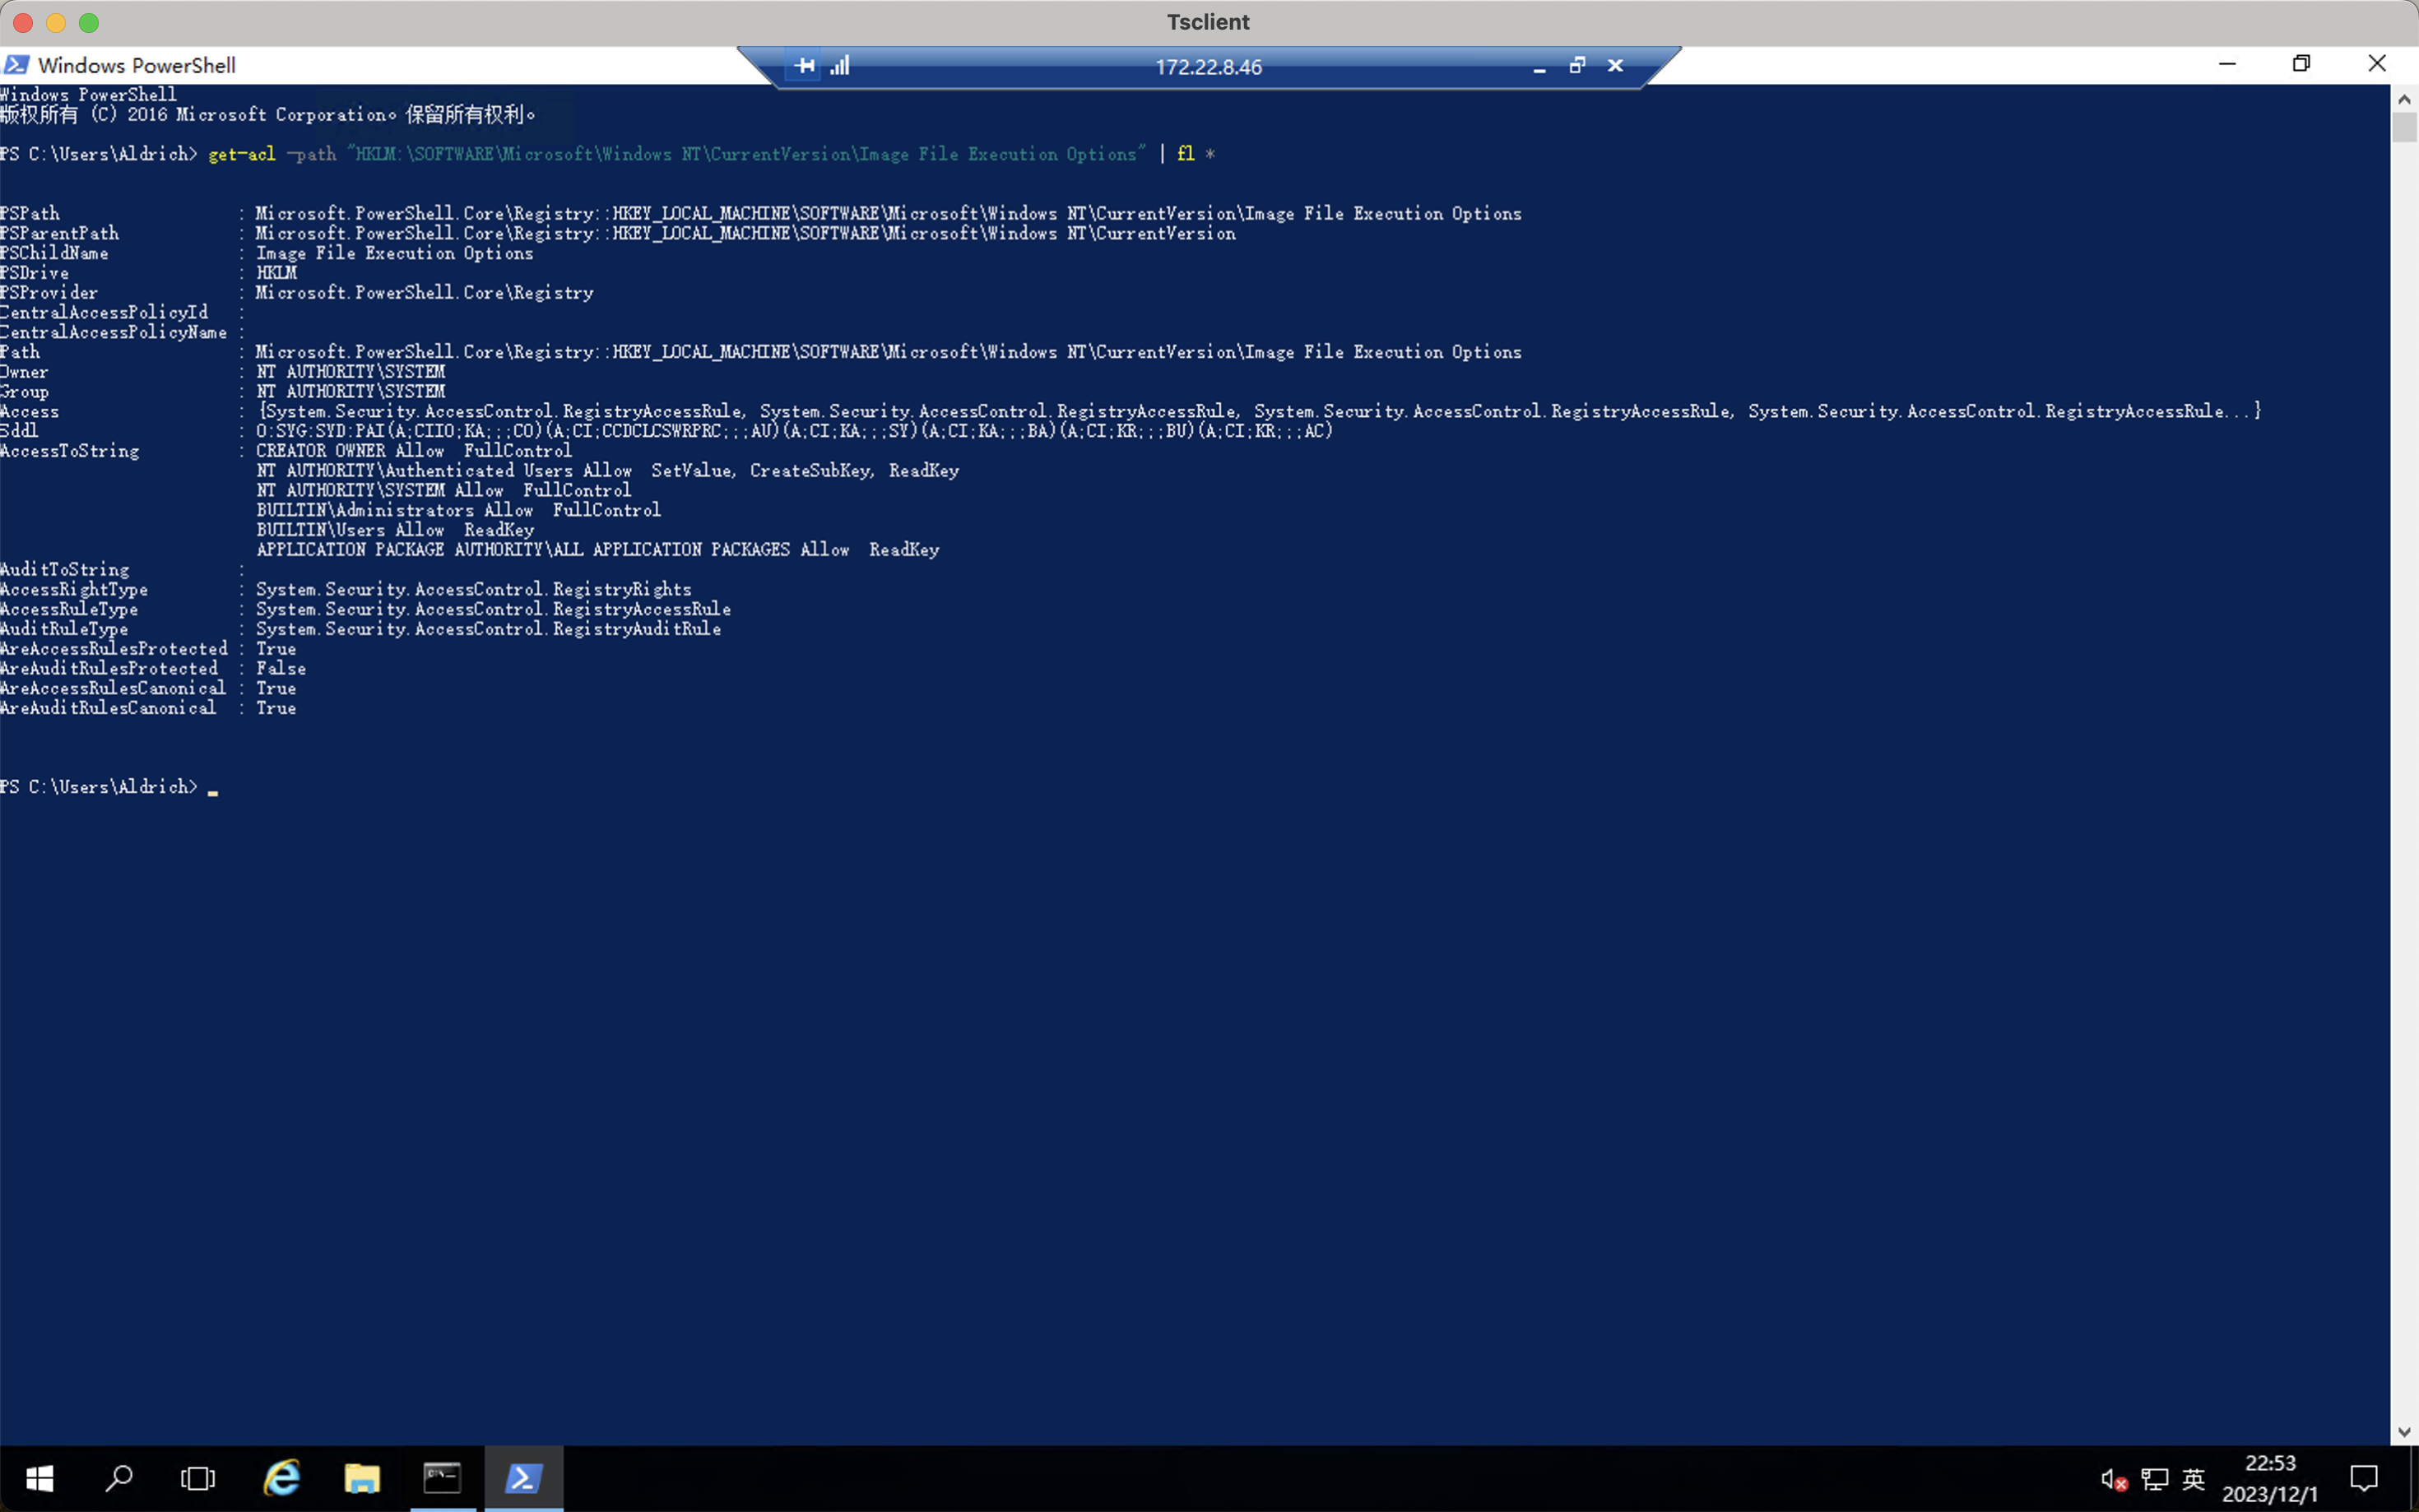 Tsclient
Windows PowerShell
172.22.8.46
Windows PowerShell
版权所有 (C) 2016 Microsoft Corporation。保留所有权利。
PS C:\Users\Aldrich> get-acl -path "HKLM:\SOFTWARE\Microsoft\Windows NT\CurrentVersion\Image File Execution Options" | fl *
PSPath : Microsoft.PowerShell.Core\Registry::HKEY_LOCAL_MACHINE\SOFTWARE\Microsoft\Windows NT\CurrentVersion\Image File Execution Options
PSParentPath : Microsoft.PowerShell.Core\Registry::HKEY_LOCAL_MACHINE\SOFTWARE\Microsoft\Windows NT\CurrentVersion
PSChildName : Image File Execution Options
PSDrive : HKLM
PSProvider : Microsoft.PowerShell.Core\Registry
CentralAccessPolicyId :
CentralAccessPolicyName :
Path : Microsoft.PowerShell.Core\Registry::HKEY_LOCAL_MACHINE\SOFTWARE\Microsoft\Windows NT\CurrentVersion\Image File Execution Options
Owner : NT AUTHORITY\SYSTEM
Group : NT AUTHORITY\SYSTEM
Access : {System.Security.AccessControl.RegistryAccessRule, System.Security.AccessControl.RegistryAccessRule, System.Security.AccessControl.RegistryAccessRule, System.Security.AccessControl.RegistryAccessRule...}
Sddl : O:SYG:SYD:PAI(A;CIIO;KA;;;CO)(A;CI;CCDCLCSWRPRC;;;AU)(A;CI;KA;;;SY)(A;CI;KA;;;BA)(A;CI;KR;;;BU)(A;CI;KR;;;AC)
AccessToString : CREATOR OWNER Allow  FullControl
NT AUTHORITY\Authenticated Users Allow  SetValue, CreateSubKey, ReadKey
NT AUTHORITY\SYSTEM Allow  FullControl
BUILTIN\Administrators Allow  FullControl
BUILTIN\Users Allow  ReadKey
APPLICATION PACKAGE AUTHORITY\ALL APPLICATION PACKAGES Allow  ReadKey
AuditToString :
AccessRightType : System.Security.AccessControl.RegistryRights
AccessRuleType : System.Security.AccessControl.RegistryAccessRule
AuditRuleType : System.Security.AccessControl.RegistryAuditRule
AreAccessRulesProtected : True
AreAuditRulesProtected : False
AreAccessRulesCanonical : True
AreAuditRulesCanonical : True
PS C:\Users\Aldrich> _
英
22:53
2023/12/1